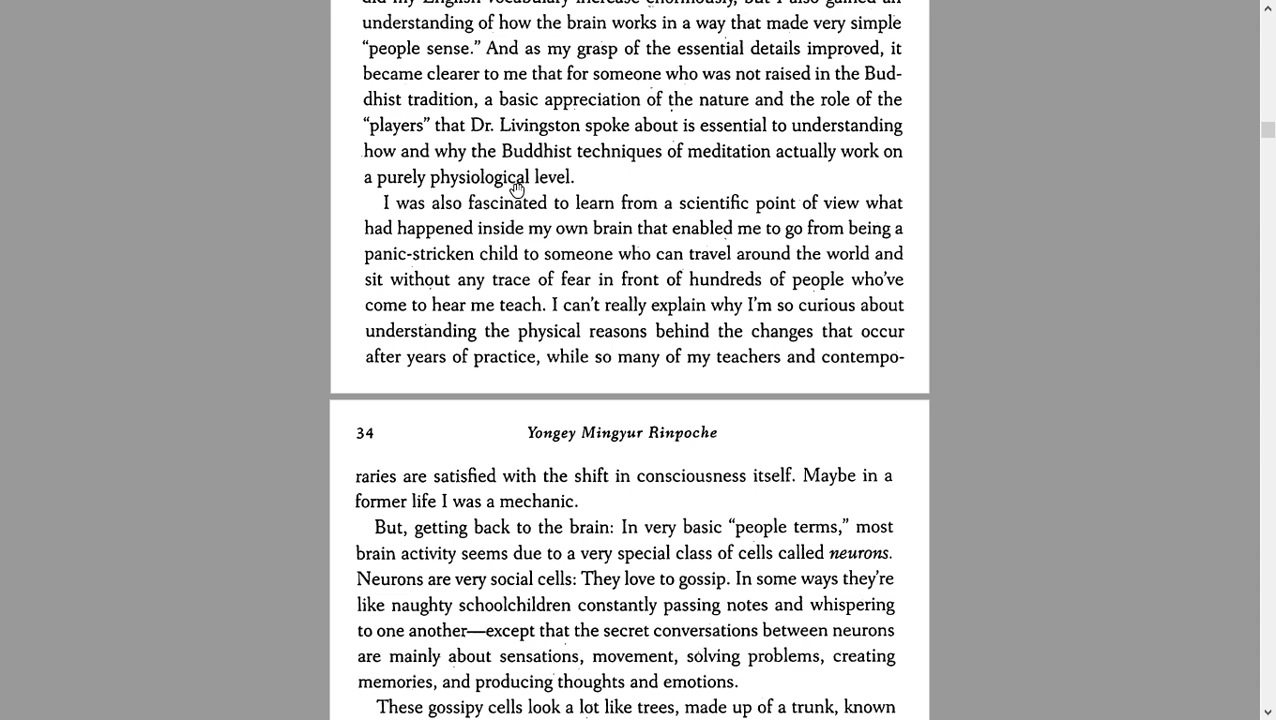 did my English vocabulary increase enormously, but I also gained an
understanding of how the brain works in a way that made very simple
“people sense.” And as my grasp of the essential details improved, it
became clearer to me that for someone who was not raised in the Bud-
dhist tradition, a basic appreciation of the nature and the role of the
“players” that Dr. Livingston spoke about is essential to understanding
how and why the Buddhist techniques of meditation actually work on
a purely physiological level.
I was also fascinated to learn from a scientific point of view what
had happened inside my own brain that enabled me to go from being a
panic-stricken child to someone who can travel around the world and
sit without any trace of fear in front of hundreds of people who’ve
come to hear me teach. I can’t really explain why I’m so curious about
understanding the physical reasons behind the changes that occur
after years of practice, while so many of my teachers and contempo-
34 Yongey Mingyur Rinpoche
raries are satisfied with the shift in consciousness itself. Maybe in a
former life I was a mechanic.
But, getting back to the brain: In very basic “people terms,” most
brain activity seems due to a very special class of cells called neurons.
Neurons are very social cells: They love to gossip. In some ways they’re
like naughty schoolchildren constantly passing notes and whispering
to one another—except that the secret conversations between neurons
are mainly about sensations, movement, solving problems, creating
memories, and producing thoughts and emotions.
These gossipy cells look a lot like trees, made up of a trunk, known